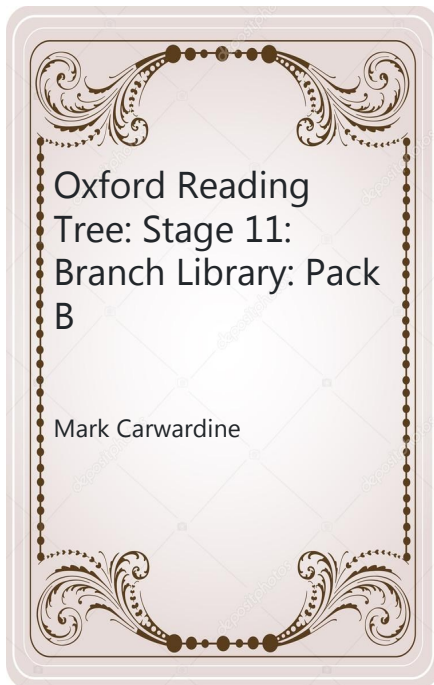 Oxford Reading
Tree: Stage 11:
Branch Library: Pack
B
Mark Carwardine